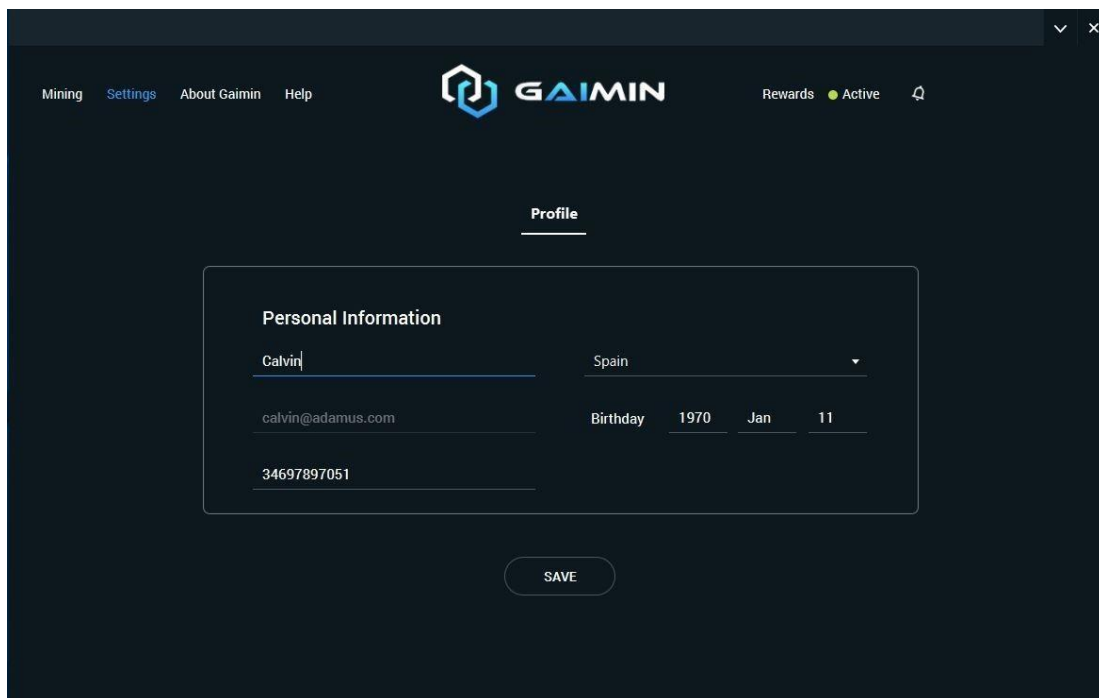 Mining Settings About Gaimin Help GAIMIN Rewards Active
Profile
Personal Information
Calvin Spain
calvin@adamus.com Birthday 1970 Jan 11
34697897051
SAVE